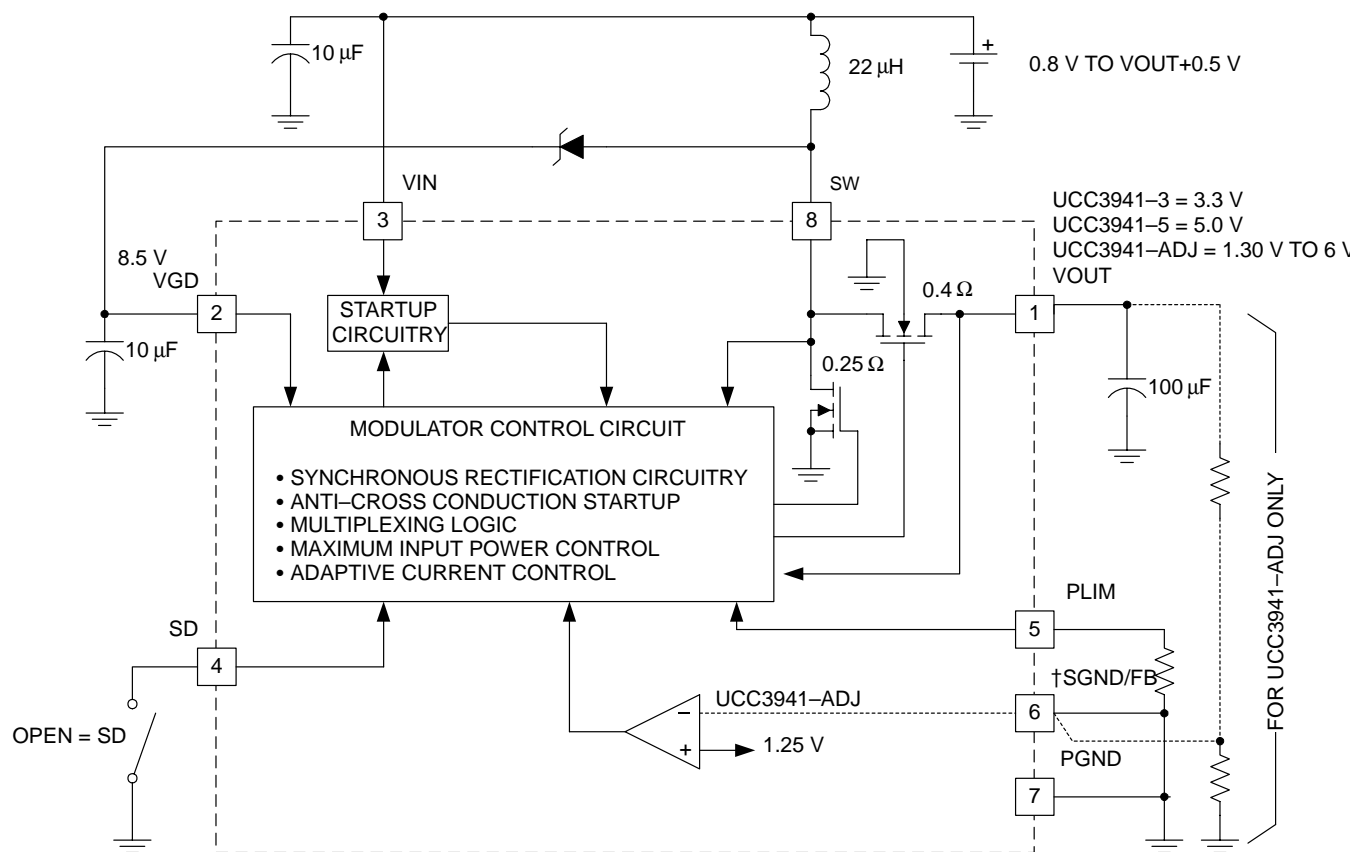 10 µF
22 µH
+
0.8 V TO VOUT+0.5 V
VIN
SW
3
8
UCC3941–3 = 3.3 V
UCC3941–5 = 5.0 V
UCC3941–ADJ = 1.30 V TO 6 V
VOUT
8.5 V
VGD
2
STARTUP
CIRCUITRY
0.4 Ω
1
10 µF
0.25 Ω
100 µF
MODULATOR CONTROL CIRCUIT
• SYNCHRONOUS RECTIFICATION CIRCUITRY
• ANTI–CROSS CONDUCTION STARTUP
• MULTIPLEXING LOGIC
• MAXIMUM INPUT POWER CONTROL
• ADAPTIVE CURRENT CONTROL
FOR UCC3941–ADJ ONLY
PLIM
5
SD
4
†SGND/FB
UCC3941–ADJ
6
–
+
1.25 V
OPEN = SD
PGND
7